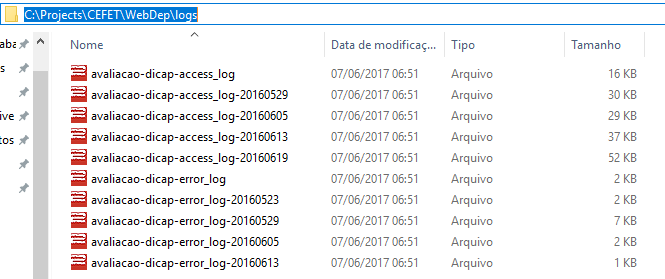 C:\Projects\CEFET\WebDep\logs
Nome Data de modificaç... Tipo Tamanho
avaliacao-dicap-access_log 07/06/2017 06:51 Arquivo 16 KB
avaliacao-dicap-access_log-20160529 07/06/2017 06:51 Arquivo 30 KB
avaliacao-dicap-access_log-20160605 07/06/2017 06:51 Arquivo 29 KB
avaliacao-dicap-access_log-20160613 07/06/2017 06:51 Arquivo 37 KB
avaliacao-dicap-access_log-20160619 07/06/2017 06:51 Arquivo 52 KB
avaliacao-dicap-error_log 07/06/2017 06:51 Arquivo 2 KB
avaliacao-dicap-error_log-20160523 07/06/2017 06:51 Arquivo 2 KB
avaliacao-dicap-error_log-20160529 07/06/2017 06:51 Arquivo 7 KB
avaliacao-dicap-error_log-20160605 07/06/2017 06:51 Arquivo 2 KB
avaliacao-dicap-error_log-20160613 07/06/2017 06:51 Arquivo 1 KB